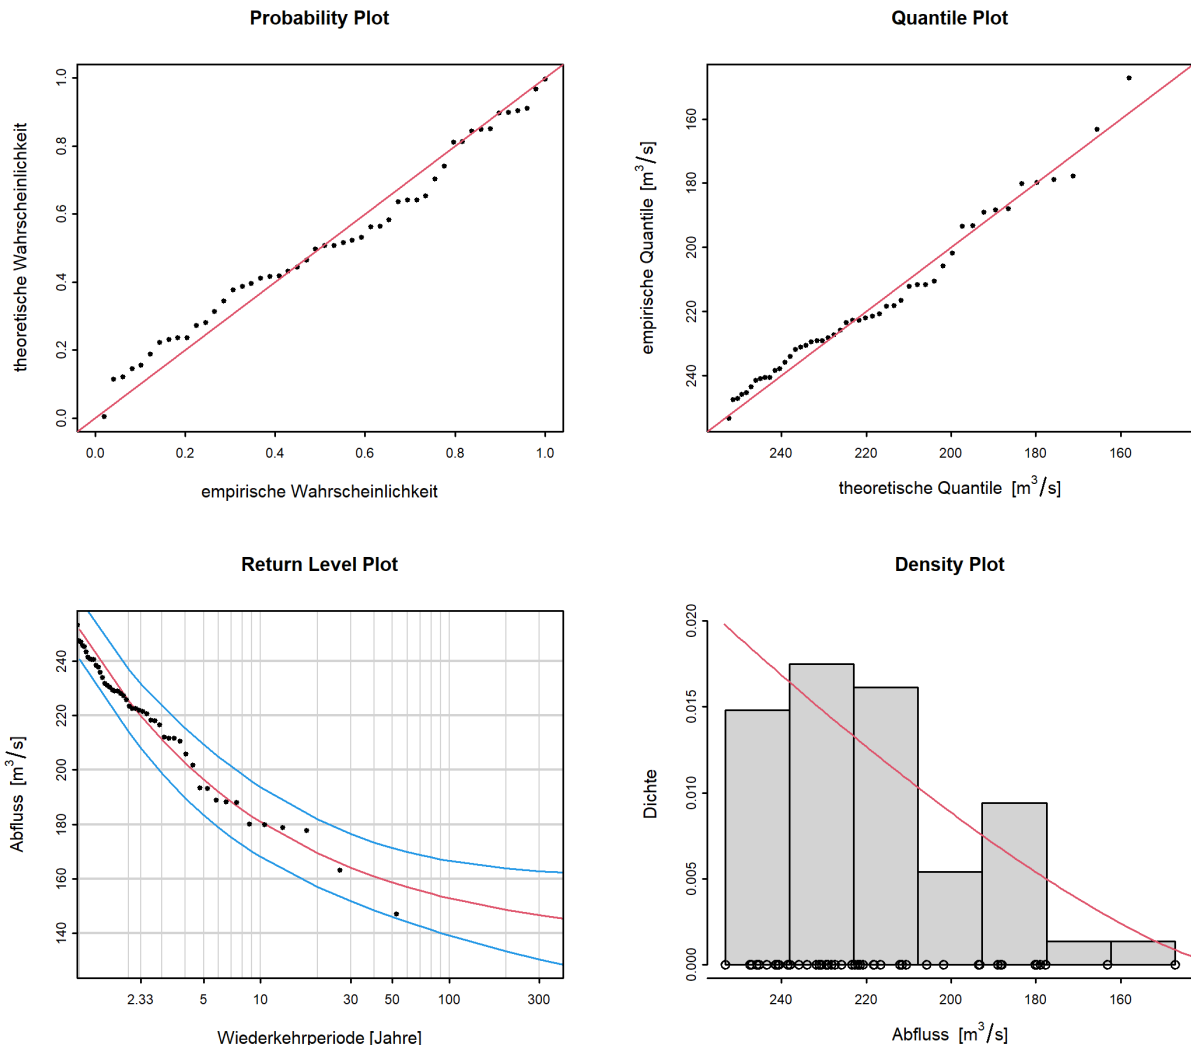 Probability Plot
theoretische Wahrscheinlichkeit
1.0
0.8
0.6
0.4
0.2
0.0
0.0 0.2 0.4 0.6 0.8 1.0
empirische Wahrscheinlichkeit
Quantile Plot
empirische Quantile [m³/s]
160
180
200
220
240
240 220 200 180 160
theoretische Quantile [m³/s]
Return Level Plot
Abfluss [m³/s]
240
220
200
180
160
140
2.33 5 10 30 50 100 300
Wiederkehrperiode [Jahre]
Density Plot
Dichte
0.020
0.015
0.010
0.005
0.000
240 220 200 180 160
Abfluss [m³/s]